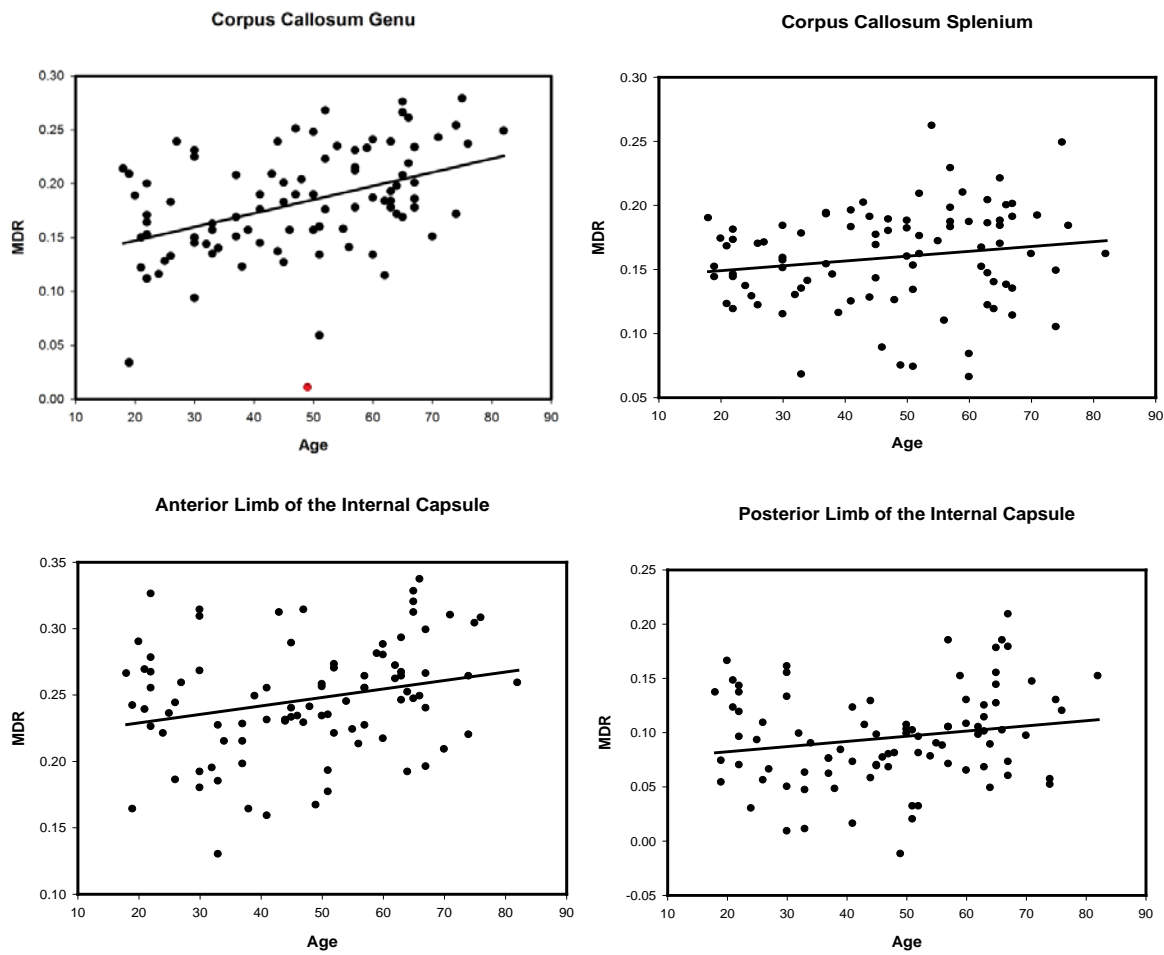 Corpus Callosum Genu
0.30
0.25
0.20
0.15
0.10
0.05
0.00
MDR
10 20 30 40 50 60 70 80 90
Age
Corpus Callosum Splenium
0.30
0.25
0.20
0.15
0.10
0.05
MDR
10 20 30 40 50 60 70 80 90
Age
Anterior Limb of the Internal Capsule
0.35
0.30
0.25
0.20
0.15
0.10
MDR
10 20 30 40 50 60 70 80 90
Age
Posterior Limb of the Internal Capsule
0.25
0.20
0.15
0.10
0.05
0.00
-0.05
MDR
10 20 30 40 50 60 70 80 90
Age